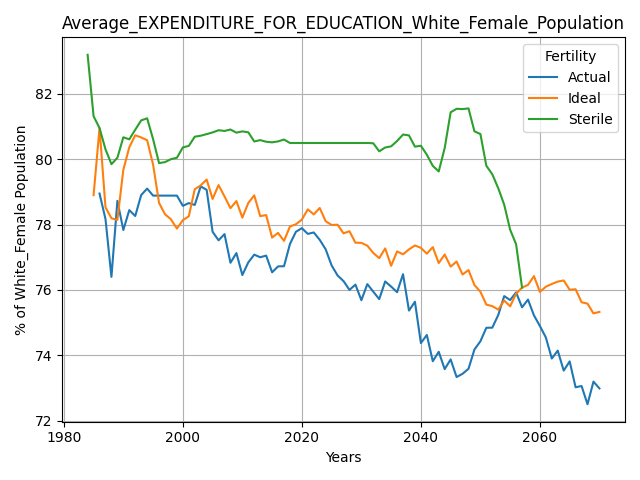 Average_EXPENDITURE_FOR_EDUCATION_White_Female_Population
Fertility
Actual
Ideal
Sterile
% of White_Female Population
82
80
78
76
74
72
1980
2000
2020
2040
2060
Years